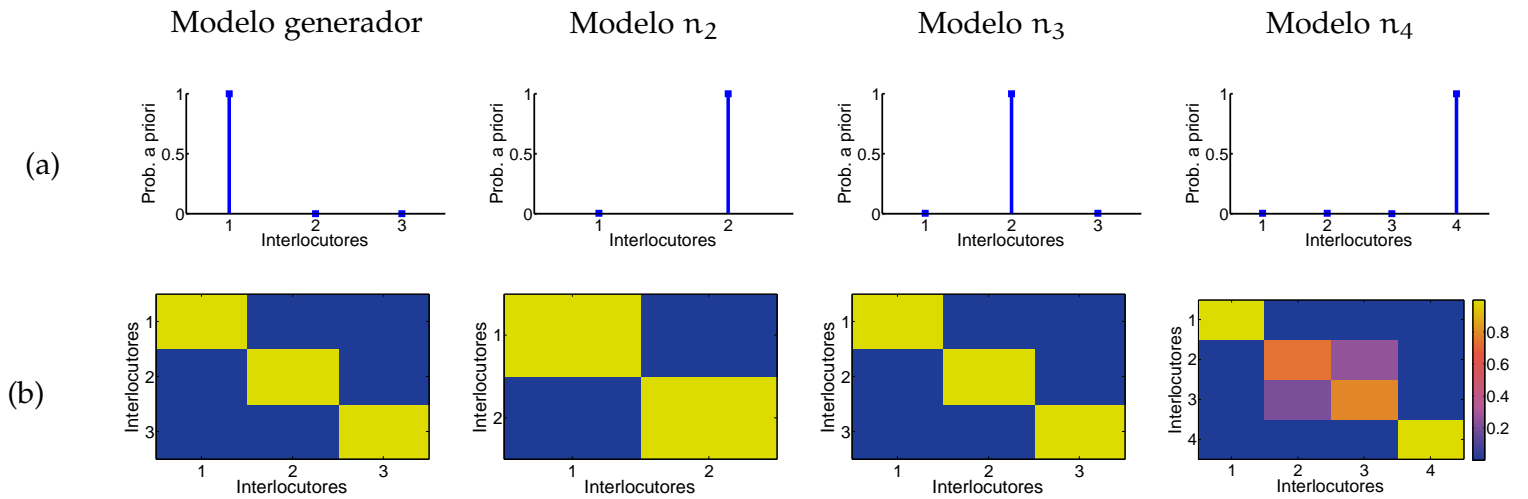 Modelo generador
Modelo n2
Modelo n3
Modelo n4
(a)
Prob. a priori
1
0.5
0
1 2 3
Interlocutores
Prob. a priori
1
0.5
0
1 2
Interlocutores
Prob. a priori
1
0.5
0
1 2 3
Interlocutores
Prob. a priori
1
0.5
0
1 2 3 4
Interlocutores
(b)
Interlocutores
1
2
3
1 2 3
Interlocutores
Interlocutores
1
2
1 2
Interlocutores
Interlocutores
1
2
3
1 2 3
Interlocutores
Interlocutores
1
2
3
4
1 2 3 4
Interlocutores
0.8
0.6
0.4
0.2